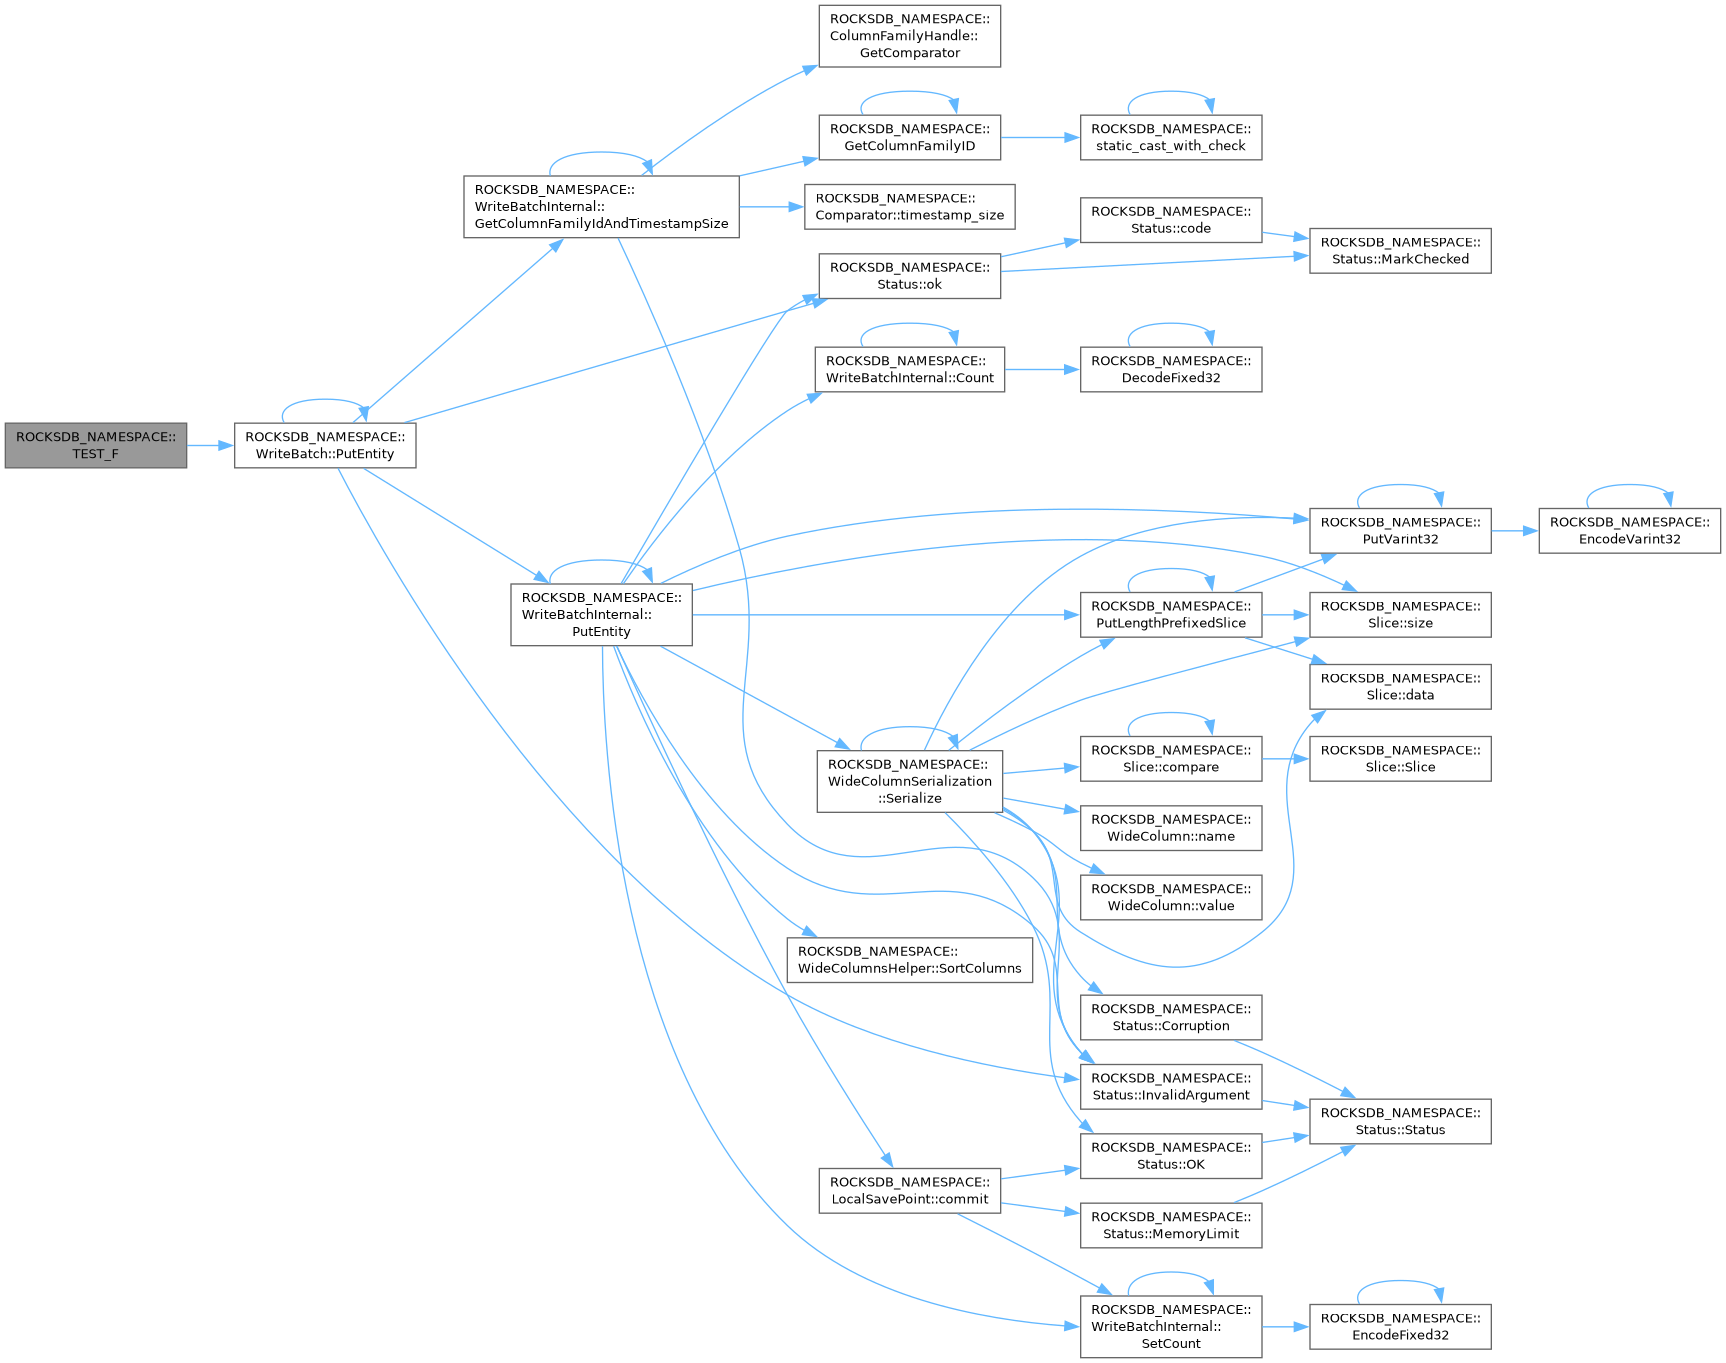 ROCKSDB_NAMESPACE::
TEST_F
ROCKSDB_NAMESPACE::
WriteBatch::PutEntity
ROCKSDB_NAMESPACE::
WriteBatchInternal::
GetColumnFamilyIdAndTimestampSize
ROCKSDB_NAMESPACE::
WriteBatchInternal::
PutEntity
ROCKSDB_NAMESPACE::
ColumnFamilyHandle::
GetComparator
ROCKSDB_NAMESPACE::
GetColumnFamilyID
ROCKSDB_NAMESPACE::
Comparator::timestamp_size
ROCKSDB_NAMESPACE::
Status::ok
ROCKSDB_NAMESPACE::
WriteBatchInternal::Count
ROCKSDB_NAMESPACE::
WideColumnSerialization
::Serialize
ROCKSDB_NAMESPACE::
WideColumnsHelper::SortColumns
ROCKSDB_NAMESPACE::
LocalSavePoint::commit
ROCKSDB_NAMESPACE::
static_cast_with_check
ROCKSDB_NAMESPACE::
Status::code
ROCKSDB_NAMESPACE::
DecodeFixed32
ROCKSDB_NAMESPACE::
PutLengthPrefixedSlice
ROCKSDB_NAMESPACE::
Slice::compare
ROCKSDB_NAMESPACE::
WideColumn::name
ROCKSDB_NAMESPACE::
WideColumn::value
ROCKSDB_NAMESPACE::
Status::Corruption
ROCKSDB_NAMESPACE::
Status::InvalidArgument
ROCKSDB_NAMESPACE::
Status::OK
ROCKSDB_NAMESPACE::
Status::MemoryLimit
ROCKSDB_NAMESPACE::
WriteBatchInternal::
SetCount
ROCKSDB_NAMESPACE::
Status::MarkChecked
ROCKSDB_NAMESPACE::
PutVarint32
ROCKSDB_NAMESPACE::
Slice::size
ROCKSDB_NAMESPACE::
Slice::data
ROCKSDB_NAMESPACE::
Slice::Slice
ROCKSDB_NAMESPACE::
Status::Status
ROCKSDB_NAMESPACE::
EncodeFixed32
ROCKSDB_NAMESPACE::
EncodeVarint32